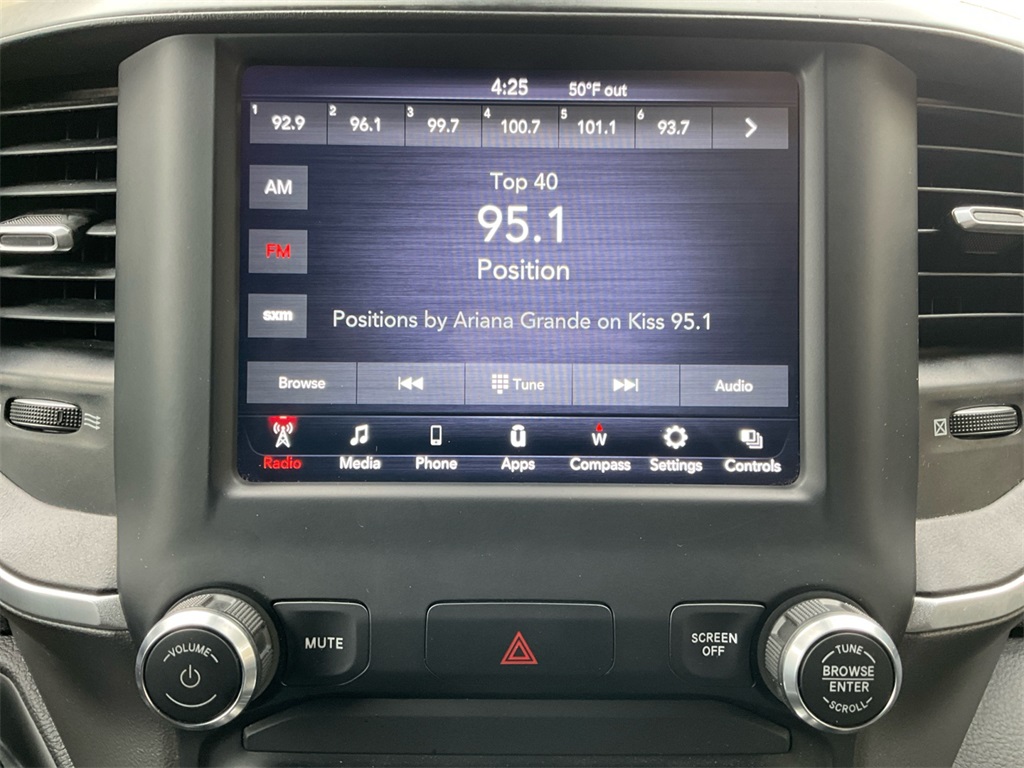 4:25 50°F out
1 92.9 2 96.1 3 99.7 4 100.7 5 101.1 6 93.7
AM
Top 40
95.1
FM
Position
sxm
Positions by Ariana Grande on Kiss 95.1
Browse Tune Audio
W
Radio Media Phone Apps Compass Settings Controls
VOLUME
MUTE
SCREEN
OFF
TUNE
BROWSE
ENTER
SCROLL